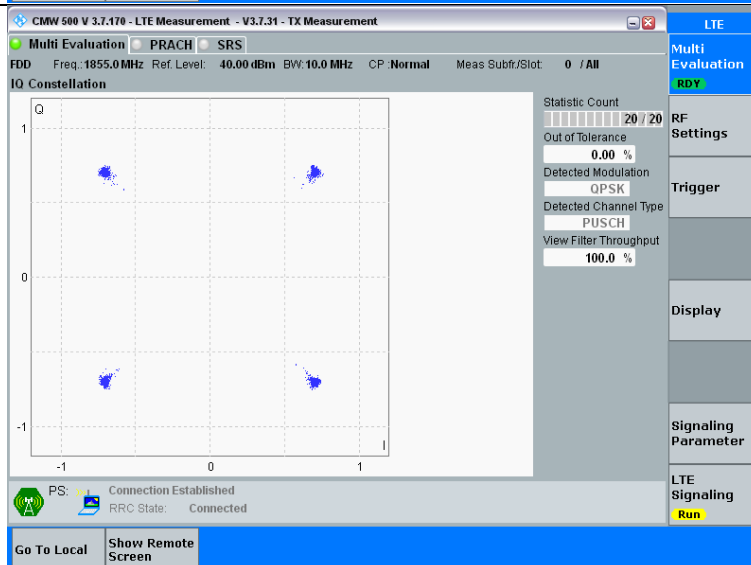 CMW 500 V 3.7.170 - LTE Measurement - V3.7.31 - TX Measurement
LTE
Multi Evaluation PRACH SRS
FDD Freq.: 1855.0 MHz Ref. Level: 40.00 dBm BW: 10.0 MHz CP : Normal Meas Subfr./Slot: 0 / All
IQ Constellation
Q
1
0
-1
-1 0 1
I
Statistic Count
20 / 20
Out of Tolerance
0.00 %
Detected Modulation
QPSK
Detected Channel Type
PUSCH
View Filter Throughput
100.0 %
PS: Connection Established
RRC State: Connected
Multi
Evaluation
RDY
RF
Settings
Trigger
Display
Signaling
Parameter
LTE
Signaling
Run
Go To Local
Show Remote
Screen